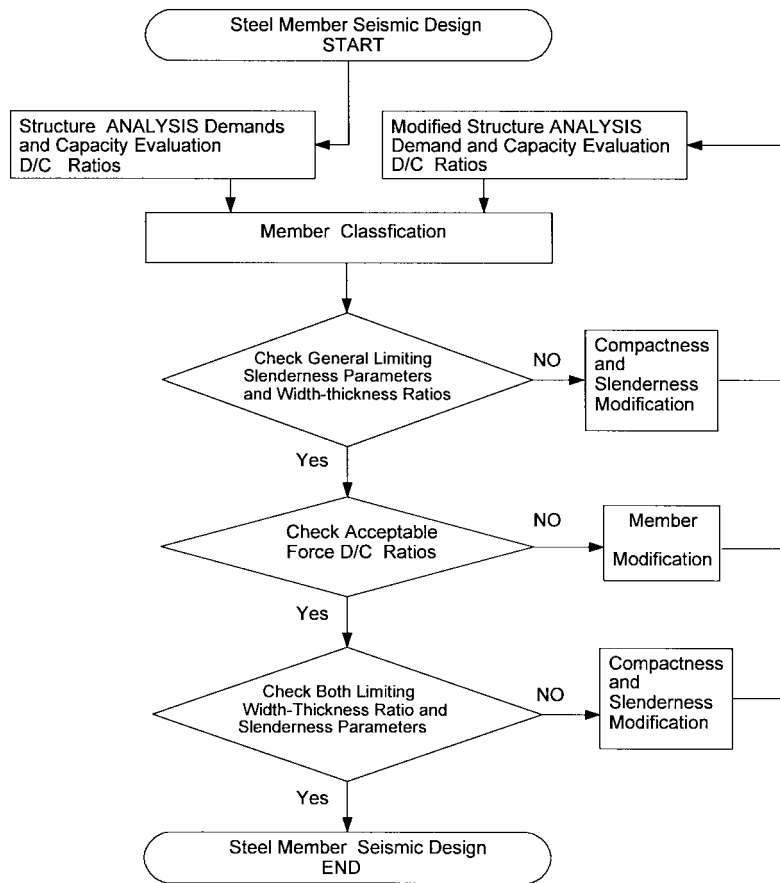 Steel Member Seismic Design
START
Structure ANALYSIS Demands
and Capacity Evaluation
D/C Ratios
Modified Structure ANALYSIS
Demand and Capacity Evaluation
D/C Ratios
Member Classfication
Check General Limiting
Slenderness Parameters
and Width-thickness Ratios
NO
Compactness
and
Slenderness
Modification
Yes
Check Acceptable
Force D/C Ratios
NO
Member
Modification
Yes
Check Both Limiting
Width-Thickness Ratio and
Slenderness Parameters
NO
Compactness
and
Slenderness
Modification
Yes
Steel Member Seismic Design
END